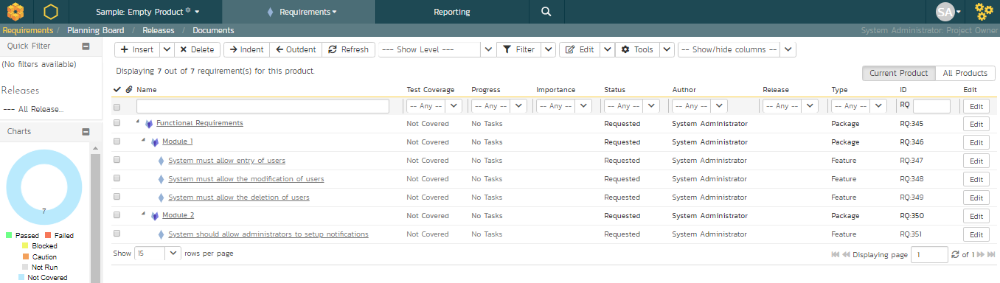 Sample: Empty Product Requirements Reporting SA
Requirements / Planning Board / Releases / Documents System Administrator: Project Owner
Quick Filter
(No filters available)
Releases
--- All Release...
Charts
7
Passed Failed
Blocked
Caution
Not Run
Not Covered
Insert Delete Indent Outdent Refresh --- Show Level --- Filter Edit Tools -- Show/hide columns --
Displaying 7 out of 7 requirement(s) for this product.
Current Product All Products
Name Test Coverage Progress Importance Status Author Release Type ID Edit
-- Any -- -- Any -- -- Any -- -- Any -- -- Any -- -- Any -- -- Any -- RQ Edit
Functional Requirements Not Covered No Tasks Requested System Administrator Package RQ:345 Edit
Module 1 Not Covered No Tasks Requested System Administrator Package RQ:346 Edit
System must allow entry of users Not Covered No Tasks Requested System Administrator Feature RQ:347 Edit
System must allow the modification of users Not Covered No Tasks Requested System Administrator Feature RQ:348 Edit
System must allow the deletion of users Not Covered No Tasks Requested System Administrator Feature RQ:349 Edit
Module 2 Not Covered No Tasks Requested System Administrator Package RQ:350 Edit
System should allow administrators to setup notifications Not Covered No Tasks Requested System Administrator Feature RQ:351 Edit
Show 15 rows per page Displaying page 1 of 1